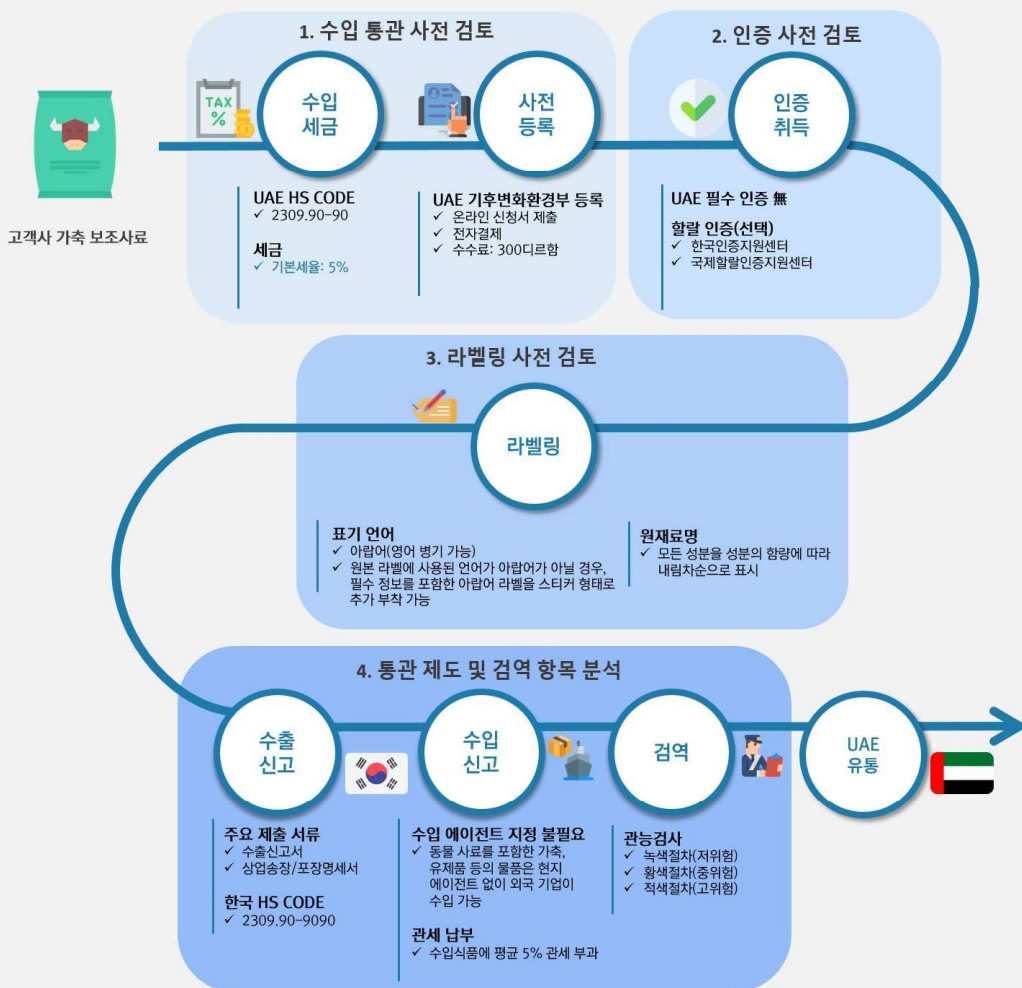 1. 수입 통관 사전 검토
2. 인증 사전 검토
TAX
%
수입
세금
사전
등록
인증
취득
고객사 가축 보조사료
UAE HS CODE
✓ 2309.90-90
세금
✓ 기본세율: 5%
UAE 기후변화환경부 등록
✓ 온라인 신청서 제출
✓ 전자결제
✓ 수수료: 300디르함
UAE 필수 인증 無
할랄 인증(선택)
✓ 한국인증지원센터
✓ 국제할랄인증지원센터
3. 라벨링 사전 검토
라벨링
표기 언어
✓ 아랍어(영어 병기 가능)
✓ 원본 라벨에 사용된 언어가 아랍어가 아닐 경우,
필수 정보를 포함한 아랍어 라벨을 스티커 형태로
추가 부착 가능
원재료명
✓ 모든 성분을 성분의 함량에 따라
내림차순으로 표시
4. 통관 제도 및 검역 항목 분석
수출
신고
수입
신고
검역
UAE
유통
주요 제출 서류
✓ 수출신고서
✓ 상업송장/포장명세서
한국 HS CODE
✓ 2309.90-9090
수입 에이전트 지정 불필요
✓ 동물 사료를 포함한 가축,
유제품 등의 물품은 현지
에이전트 없이 외국 기업이
수입 가능
관세 납부
✓ 수입식품에 평균 5% 관세 부과
관능검사
✓ 녹색절차(저위험)
✓ 황색절차(중위험)
✓ 적색절차(고위험)